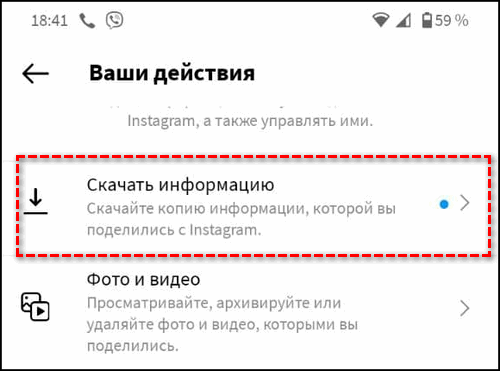 18:41 59 %
Ваши действия
Instagram, а также управлять ими.
Скачать информацию
Скачайте копию информации, которой вы
поделились с Instagram.
Фото и видео
Просматривайте, архивируйте или
удаляйте фото и видео, которыми вы
поделились.